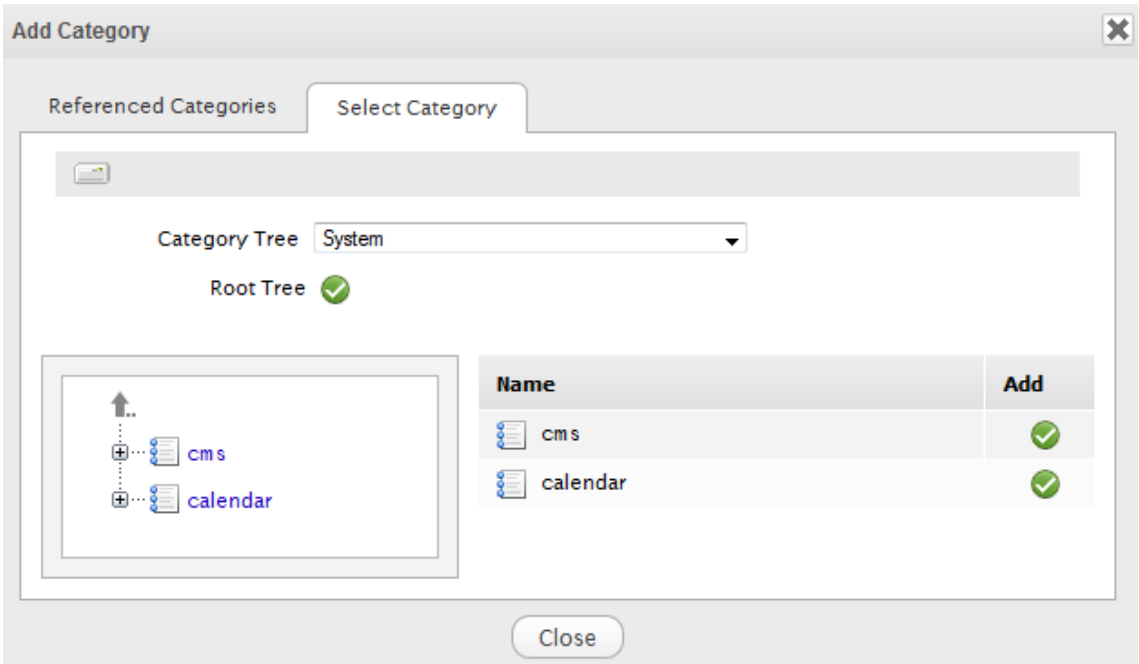 Add Category
Referenced Categories Select Category
Category Tree System
Root Tree
..
cms
calendar
Name Add
cms
calendar
Close